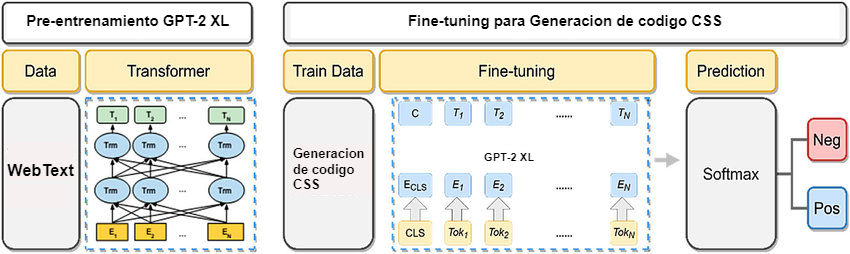 Pre-entrenamiento GPT-2 XL
Fine-tuning para Generacion de codigo CSS
Data
Transformer
Train Data
Fine-tuning
Prediction
WebText
T1 T2 ... TN
Trm Trm ... Trm
Trm Trm ... Trm
E1 E2 ... EN
Generacion
de codigo
CSS
C T1 T2 ...... TN
GPT-2 XL
ECLS E1 E2 ...... EN
CLS Tok1 Tok2 ...... TokN
Softmax
Neg
Pos